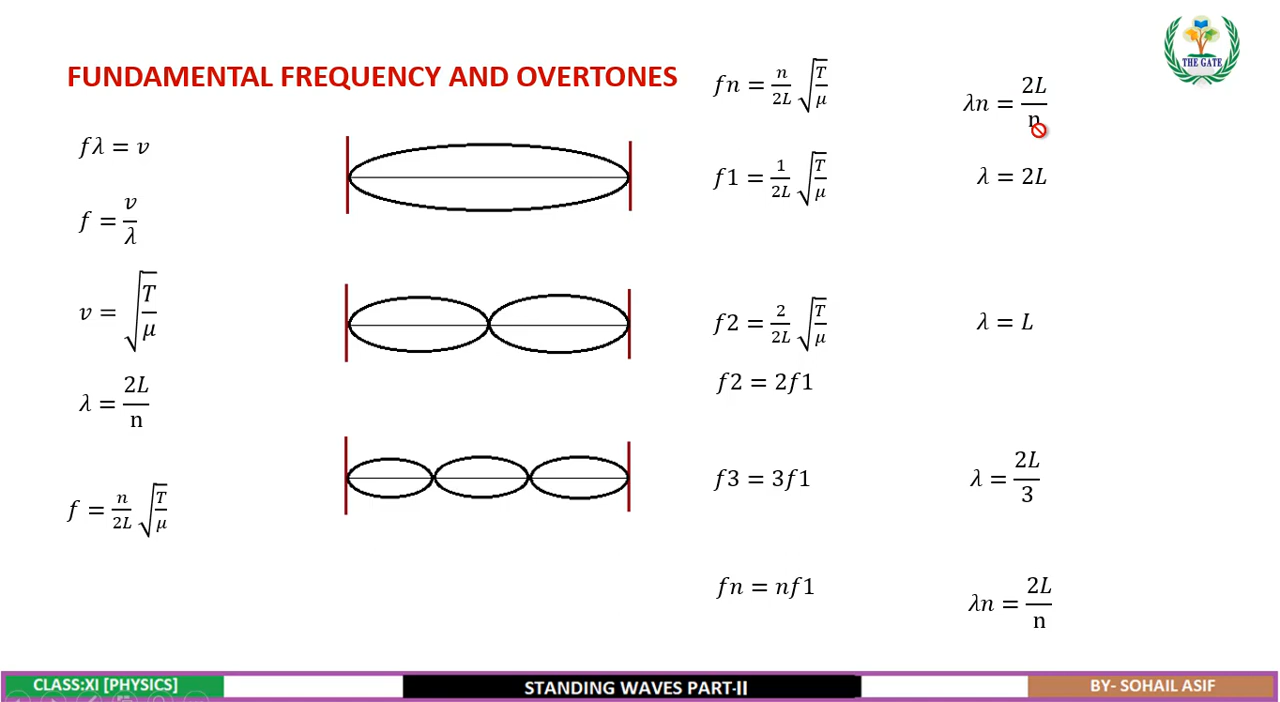 FUNDAMENTAL FREQUENCY AND OVERTONES
THE GATE
fλ = v
f = v/λ
v = √(T/μ)
λ = 2L/n
f = n/2L √(T/μ)
fn = n/2L √(T/μ)
λn = 2L/n
f1 = 1/2L √(T/μ)
λ = 2L
f2 = 2/2L √(T/μ)
λ = L
f2 = 2f1
f3 = 3f1
λ = 2L/3
fn = nf1
λn = 2L/n
CLASS:XI [PHYSICS]
STANDING WAVES PART-II
BY- SOHAIL ASIF